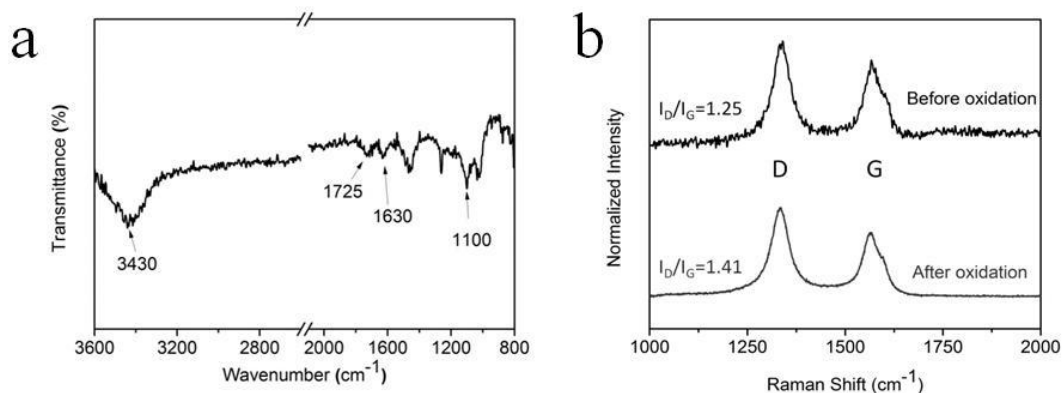 a
Transmittance (%)
3430
1725
1630
1100
3600 3200 2800 2000 1600 1200 800
Wavenumber (cm⁻¹)
b
Normalized Intensity
I_D/I_G=1.25
Before oxidation
D G
I_D/I_G=1.41
After oxidation
1000 1250 1500 1750 2000
Raman Shift (cm⁻¹)